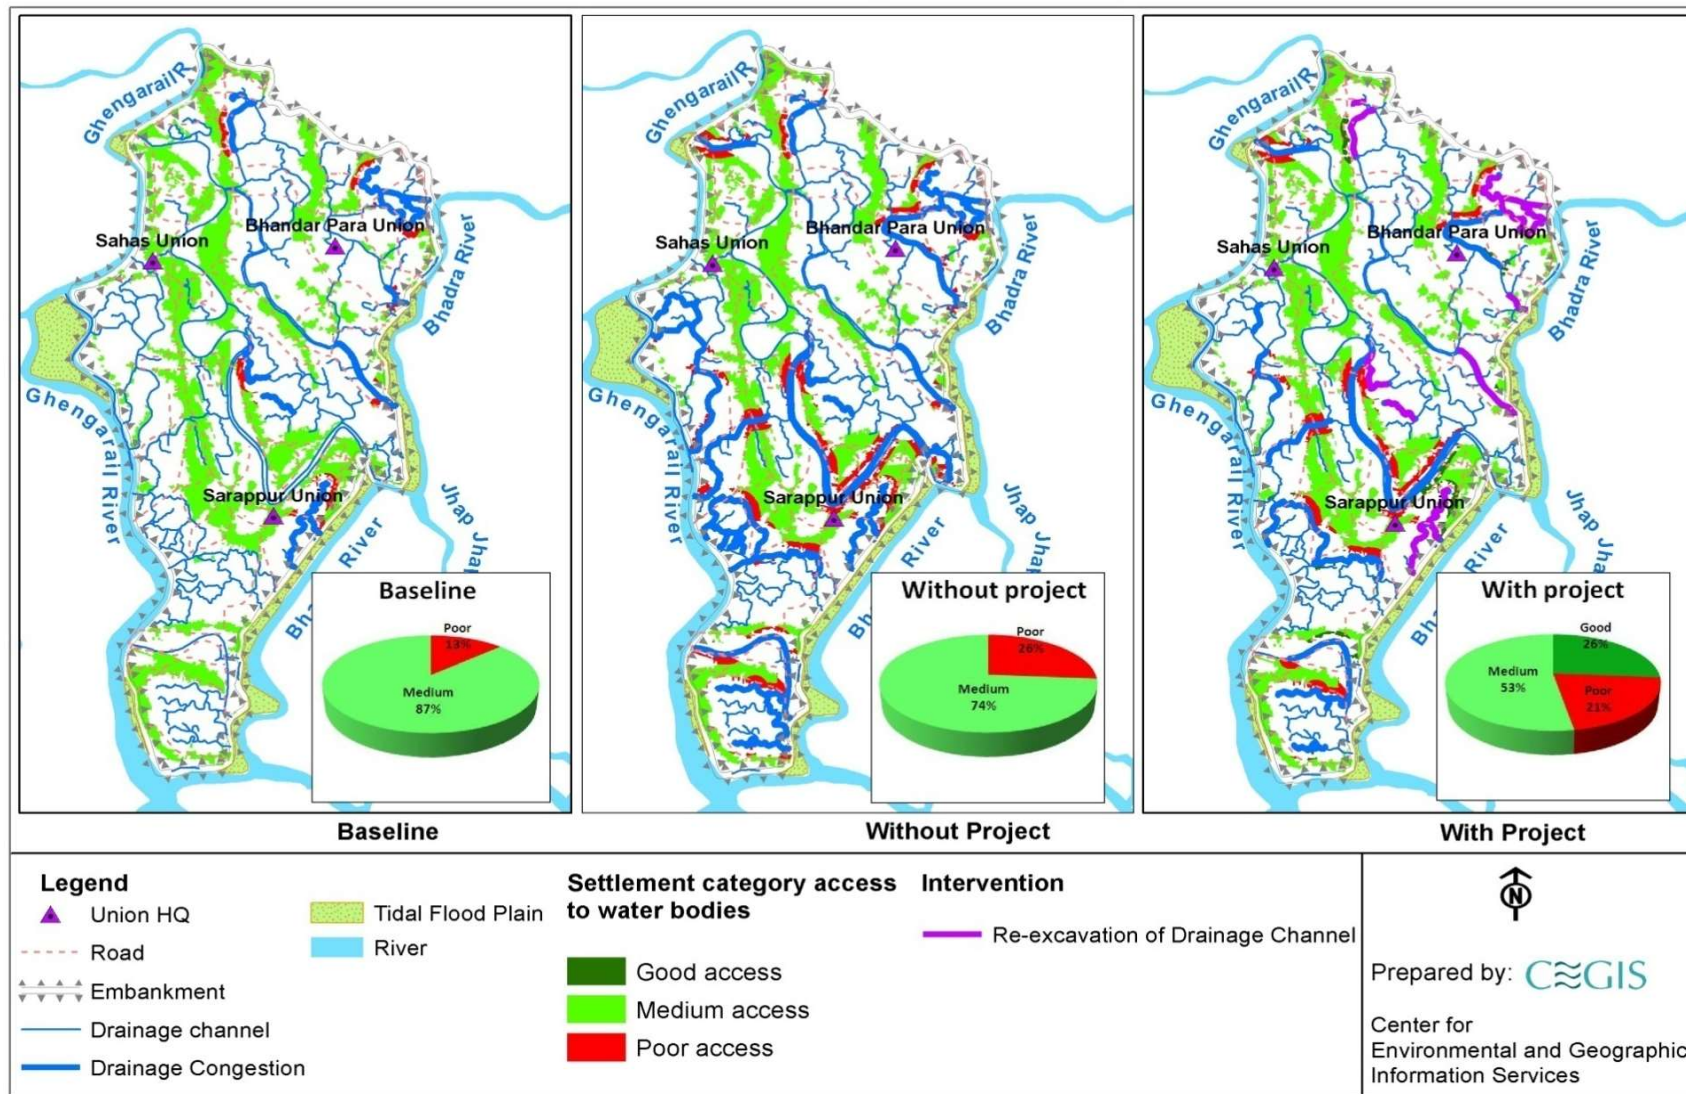 Ghengarail R
Sahas Union
Bhandar Para Union
Bhadra River
Ghengarail River
Sarappur Union
River
Jhap Jha
Bha
Baseline
Poor
13%
Medium
87%
Baseline
Ghengarail R
Sahas Union
Bhandar Para Union
Bhadra River
Ghengarail River
Sarappur Union
River
Jhap Jha
Bh
Without project
Poor
26%
Medium
74%
Without Project
Ghengarail R
Sahas Union
Bhandar Para Union
Bhadra River
Ghengarail River
Sarappur Union
River
Jhap Jha
Bha
With project
Good
26%
Medium
53%
Poor
21%
With Project
Legend
Union HQ
Road
Embankment
Drainage channel
Drainage Congestion
Tidal Flood Plain
River
Settlement category access
to water bodies
Good access
Medium access
Poor access
Intervention
Re-excavation of Drainage Channel
N
Prepared by: CEGIS
Center for
Environmental and Geographic
Information Services